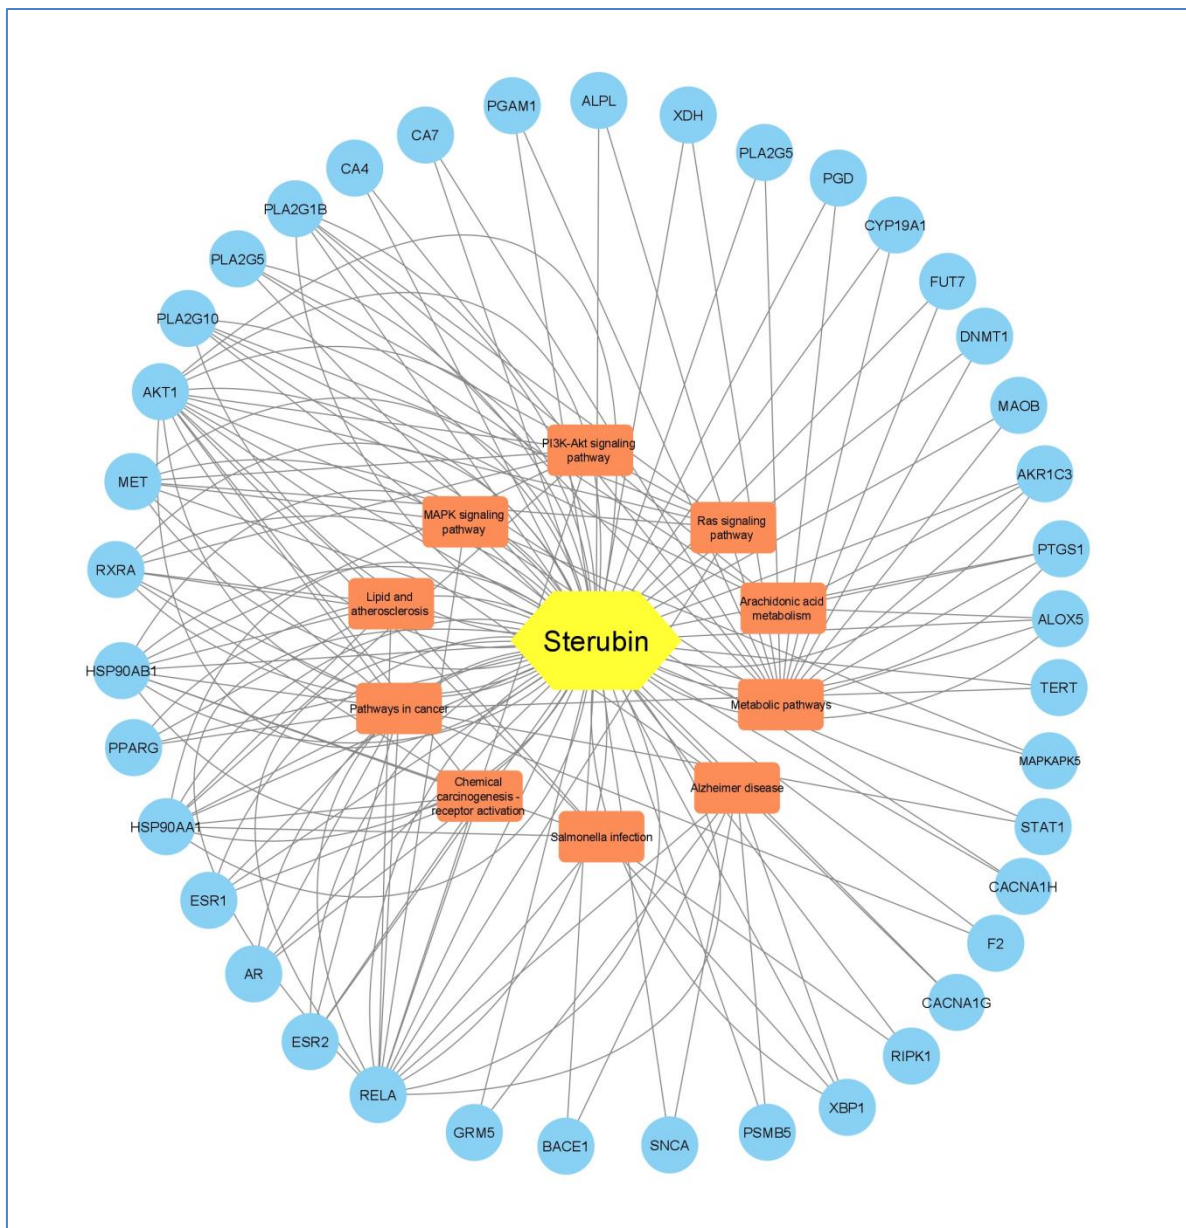 ALPL
PGAM1
XDH
CA7
PLA2G5
CA4
PGD
PLA2G1B
CYP19A1
PLA2G5
FUT7
PLA2G10
DNMT1
AKT1
MAOB
PI3K-Akt signaling
pathway
AKR1C3
MET
MAPK signaling
pathway
Ras signaling
pathway
PTGS1
RXRA
Lipid and
atherosclerosis
Arachidonic acid
metabolism
ALOX5
Sterubin
HSP90AB1
TERT
Pathways in cancer
Metabolic pathways
PPARG
MAPKAPK5
Chemical
carcinogenesis -
receptor activation
Alzheimer disease
HSP90AA1
Salmonella infection
STAT1
CACNA1H
ESR1
F2
AR
CACNA1G
ESR2
RIPK1
RELA
XBP1
GRM5
BACE1
SNCA
PSMB5